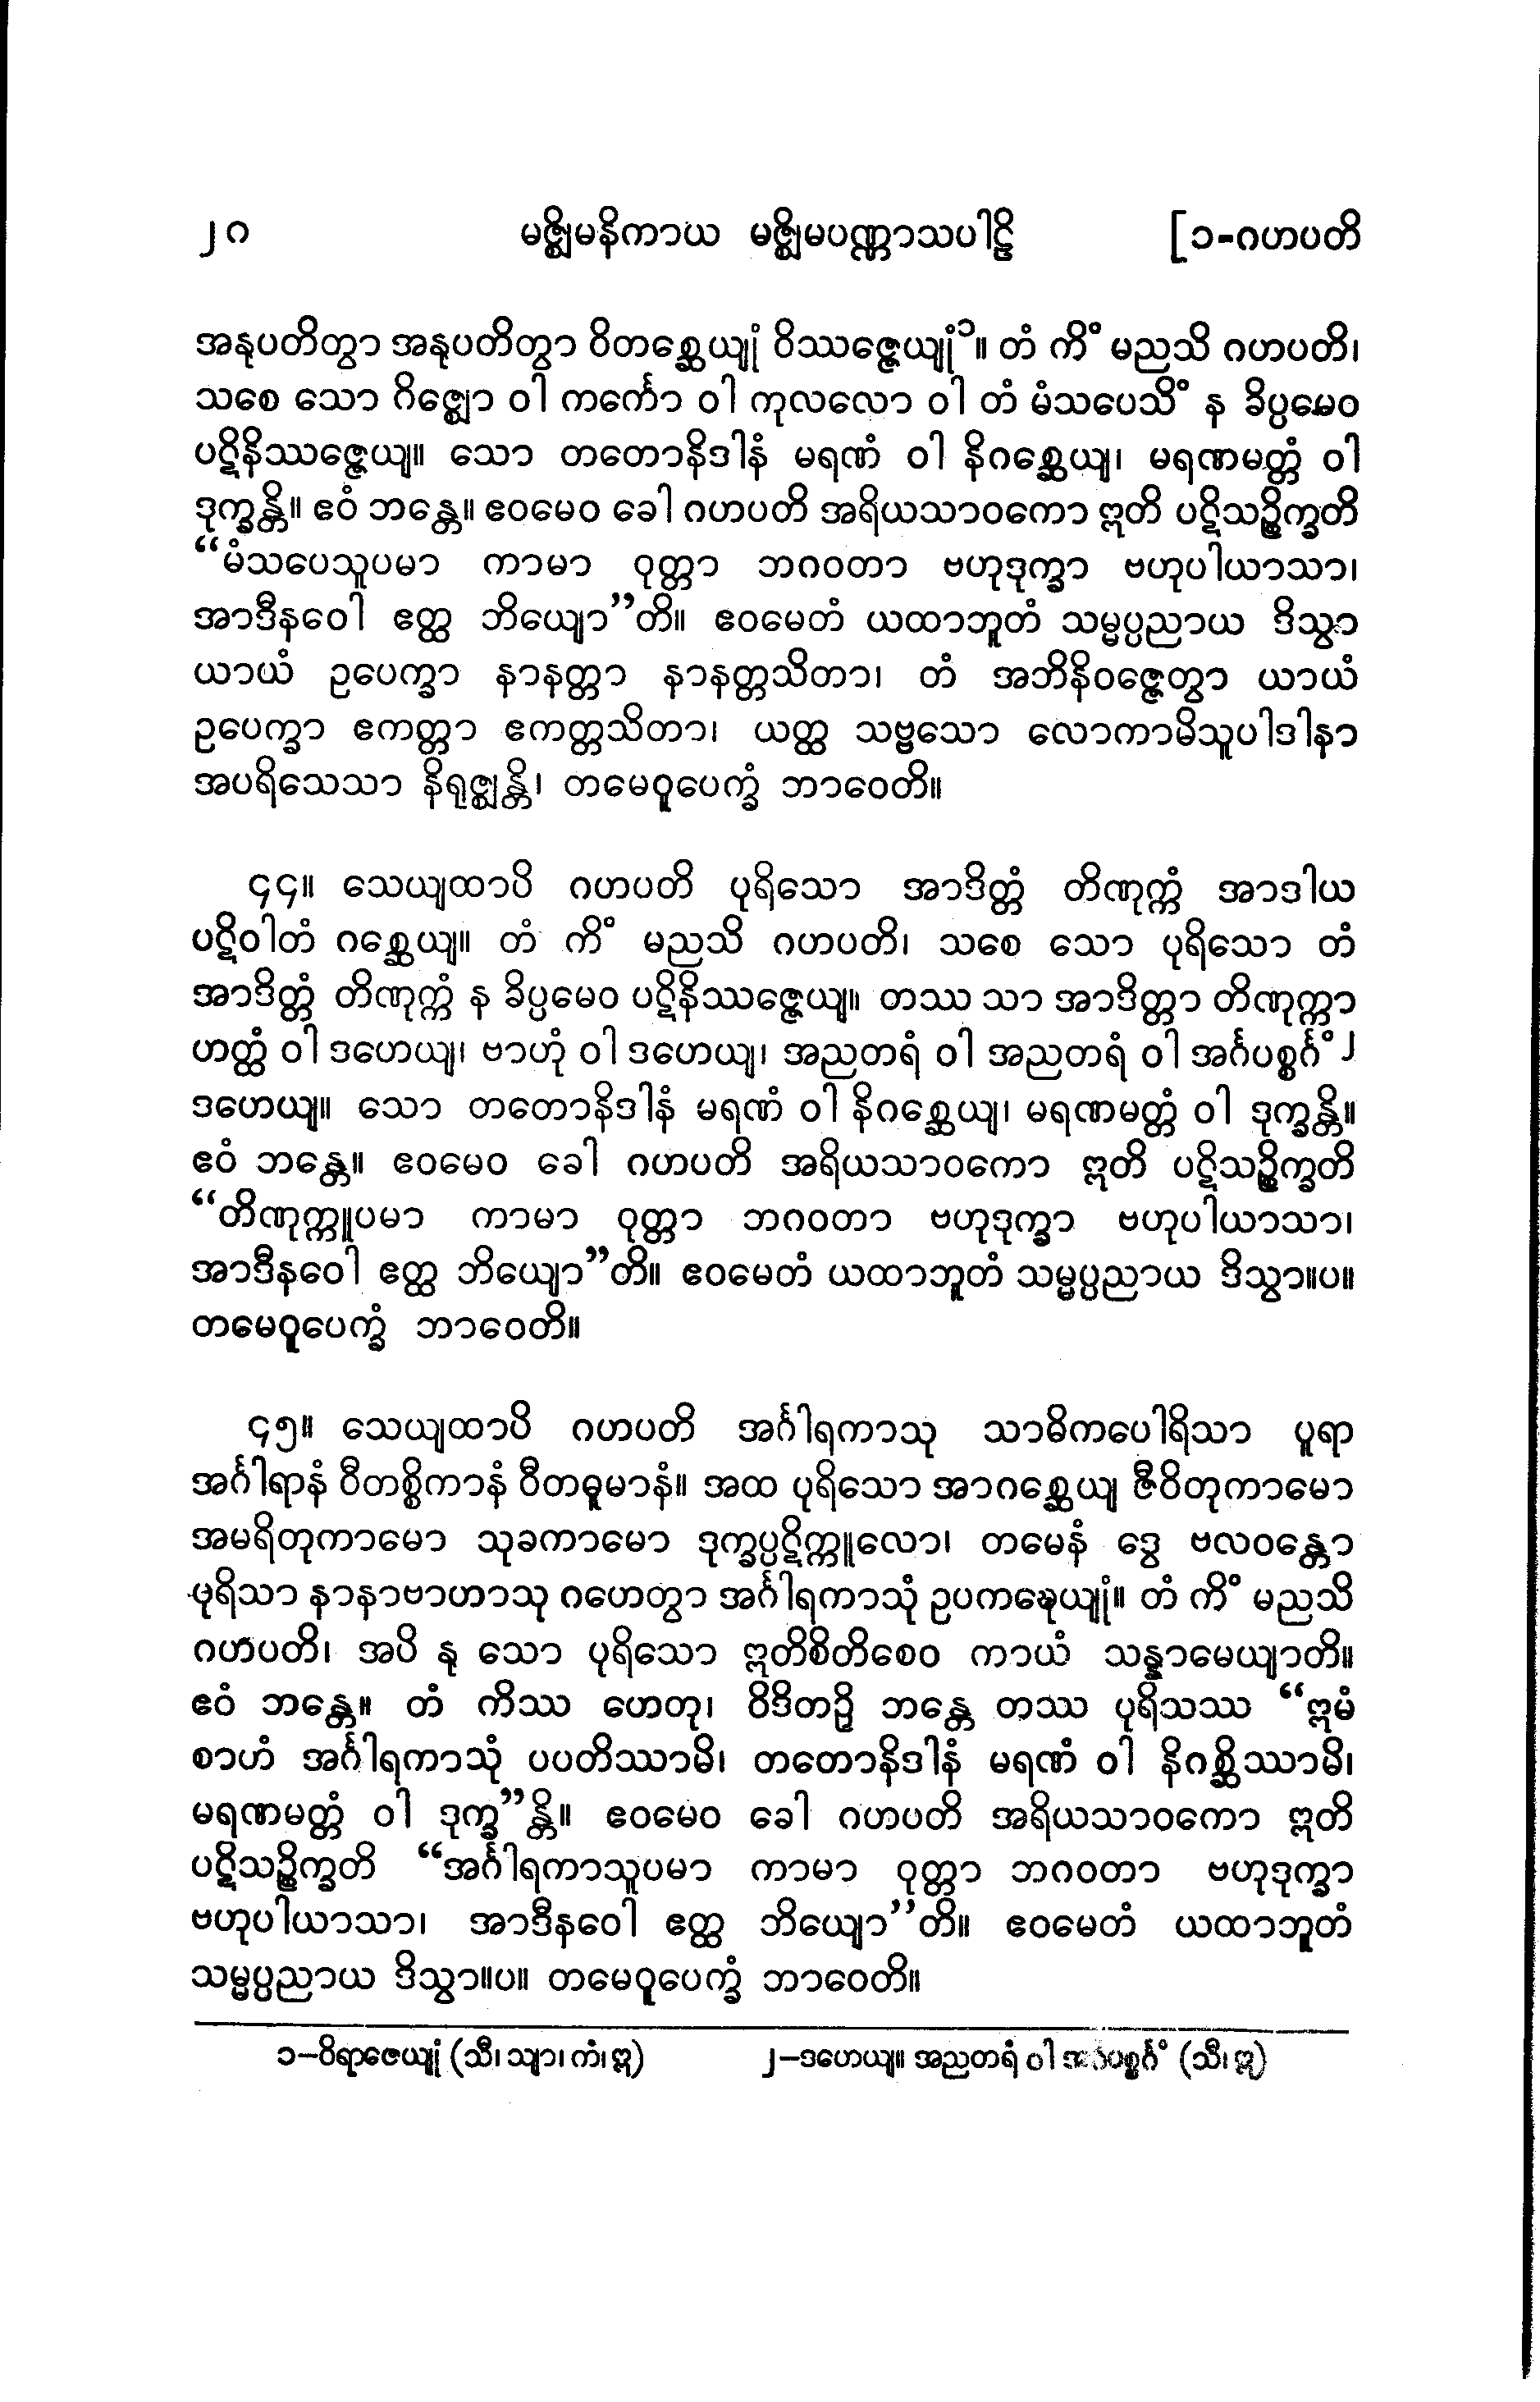 ၂ဂ မဇ္ဈိမနိကာယ မဇ္ဈိမပဏ္ဏာသပါဠိ [၁-ဂဟပတိ
အနုပတိတွာ အနုပတိတွာ ဝိတစ္ဆေယျုံ ဝိဿဇ္ဇေယျုံ၁။ တံ ကိံ မညသိ ဂဟပတိ၊
သစေ သော ဂိဇ္ဈော ဝါ ကင်္ကော ဝါ ကုလလော ဝါ တံ မံသပေသိံ န ခိပ္ပမေဝ
ပဋိနိဿဇ္ဇေယျ။ သော တတောနိဒါနံ မရဏံ ဝါ နိဂစ္ဆေယျ၊ မရဏမတ္တံ ဝါ
ဒုက္ခန္တိ။ ဧဝံ ဘန္တေ။ ဧဝမေဝ ခေါ ဂဟပတိ အရိယသာဝကော ဣတိ ပဋိသဉ္စိက္ခတိ
“မံသပေသူပမာ ကာမာ ဝုတ္တာ ဘဂဝတာ ဗဟုဒုက္ခာ ဗဟုပါယာသာ၊
အာဒီနဝေါ ဧတ္ထ ဘိယျော”တိ။ ဧဝမေတံ ယထာဘူတံ သမ္မပ္ပညာယ ဒိသွာ
ယာယံ ဥပေက္ခာ နာနတ္တာ နာနတ္တသိတာ၊ တံ အဘိနိဝဇ္ဇေတွာ ယာယံ
ဥပေက္ခာ ဧကတ္တာ ဧကတ္တသိတာ၊ ယတ္ထ သဗ္ဗသော လောကာမိသူပါဒါနာ
အပရိသေသာ နိရုဇ္ဈန္တိ၊ တမေဝူပေက္ခံ ဘာဝေတိ။
၄၄။ သေယျထာပိ ဂဟပတိ ပုရိသော အာဒိတ္တံ တိဏုက္ကံ အာဒါယ
ပဋိဝါတံ ဂစ္ဆေယျ။ တံ ကိံ မညသိ ဂဟပတိ၊ သစေ သော ပုရိသော တံ
အာဒိတ္တံ တိဏုက္ကံ န ခိပ္ပမေဝ ပဋိနိဿဇ္ဇေယျ။ တဿ သာ အာဒိတ္တာ တိဏုက္ကာ
ဟတ္ထံ ဝါ ဒဟေယျ၊ ဗာဟုံ ဝါ ဒဟေယျ၊ အညတရံ ဝါ အညတရံ ဝါ အင်္ဂပစ္စင်္ဂံ၂
ဒဟေယျ။ သော တတောနိဒါနံ မရဏံ ဝါ နိဂစ္ဆေယျ၊ မရဏမတ္တံ ဝါ ဒုက္ခန္တိ။
ဧဝံ ဘန္တေ။ ဧဝမေဝ ခေါ ဂဟပတိ အရိယသာဝကော ဣတိ ပဋိသဉ္စိက္ခတိ
“တိဏုက္ကူပမာ ကာမာ ဝုတ္တာ ဘဂဝတာ ဗဟုဒုက္ခာ ဗဟုပါယာသာ၊
အာဒီနဝေါ ဧတ္ထ ဘိယျော”တိ။ ဧဝမေတံ ယထာဘူတံ သမ္မပ္ပညာယ ဒိသွာ။ပ။
တမေဝူပေက္ခံ ဘာဝေတိ။
၄၅။ သေယျထာပိ ဂဟပတိ အင်္ဂါရကာသု သာဓိကပေါရိသာ ပူရာ
အင်္ဂါရာနံ ဝီတစ္စိကာနံ ဝီတဓူမာနံ။ အထ ပုရိသော အာဂစ္ဆေယျ ဇီဝိတုကာမော
အမရိတုကာမော သုခကာမော ဒုက္ခပ္ပဋိက္ကူလော၊ တမေနံ ဒွေ ဗလဝန္တော
ပုရိသာ နာနာဗာဟာသု ဂဟေတွာ အင်္ဂါရကာသုံ ဥပကဍ္ဎေယျုံ။ တံ ကိံ မညသိ
ဂဟပတိ၊ အပိ နု သော ပုရိသော ဣတိစိတိစေဝ ကာယံ သန္နာမေယျာတိ။
ဧဝံ ဘန္တေ။ တံ ကိဿ ဟေတု၊ ဝိဒိတဉှိ ဘန္တေ တဿ ပုရိသဿ “ဣမံ
စာဟံ အင်္ဂါရကာသုံ ပပတိဿာမိ၊ တတောနိဒါနံ မရဏံ ဝါ နိဂစ္ဆိဿာမိ၊
မရဏမတ္တံ ဝါ ဒုက္ခ”န္တိ။ ဧဝမေဝ ခေါ ဂဟပတိ အရိယသာဝကော ဣတိ
ပဋိသဉ္စိက္ခတိ “အင်္ဂါရကာသူပမာ ကာမာ ဝုတ္တာ ဘဂဝတာ ဗဟုဒုက္ခာ
ဗဟုပါယာသာ၊ အာဒီနဝေါ ဧတ္ထ ဘိယျော”တိ။ ဧဝမေတံ ယထာဘူတံ
သမ္မပ္ပညာယ ဒိသွာ။ပ။ တမေဝူပေက္ခံ ဘာဝေတိ။
၁–ဝိရာဇေယျုံ (သီ၊ သျာ၊ ကံ၊ ဣ) ၂–ဒဟေယျ။ အညတရံ ဝါ အင်္ဂပစ္စင်္ဂံ (သီ၊ ဣ)